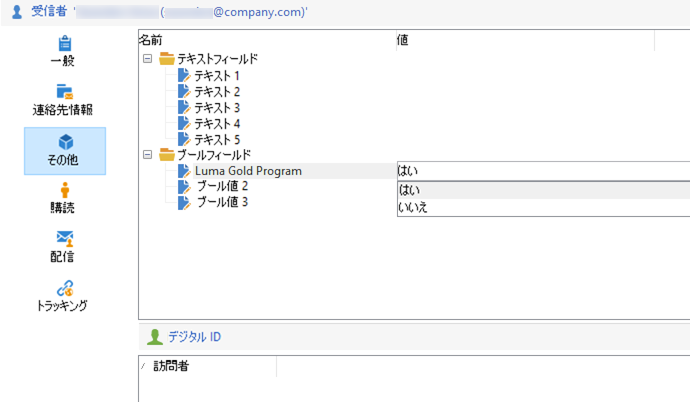 受信者 ' (@company.com)'
一般
連絡先情報
その他
購読
配信
トラッキング
名前 値
テキストフィールド
テキスト 1
テキスト 2
テキスト 3
テキスト 4
テキスト 5
ブールフィールド
Luma Gold Program はい
ブール値 2 はい
ブール値 3 いいえ
デジタル ID
訪問者